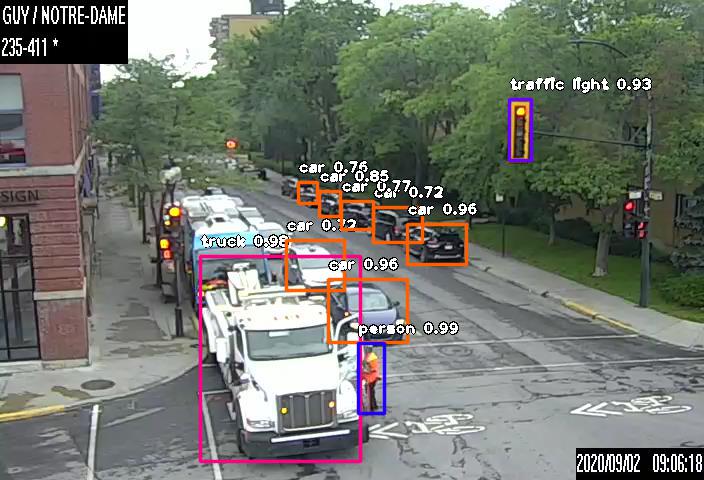 GUY / NOTRE-DAME
235-411 *
traffic light 0.93
car 0.76
car 0.85
car 0.77
car 0.72
car 0.96
SIGN
car 0.72
truck 0.98
car 0.96
person 0.99
2020/09/02 09:06:18